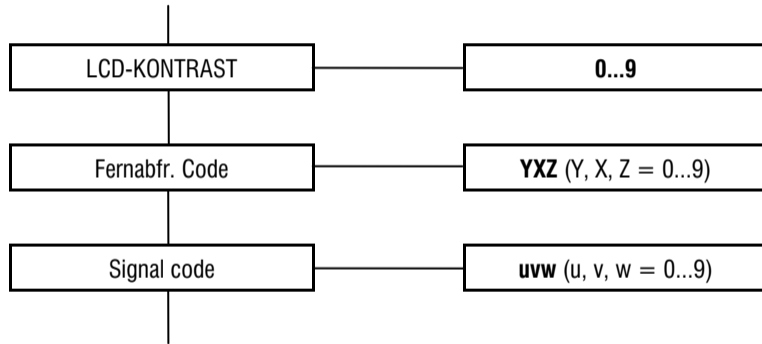 LCD-KONTRAST
0...9
Fernabfr. Code
YXZ (Y, X, Z = 0...9)
Signal code
uvw (u, v, w = 0...9)